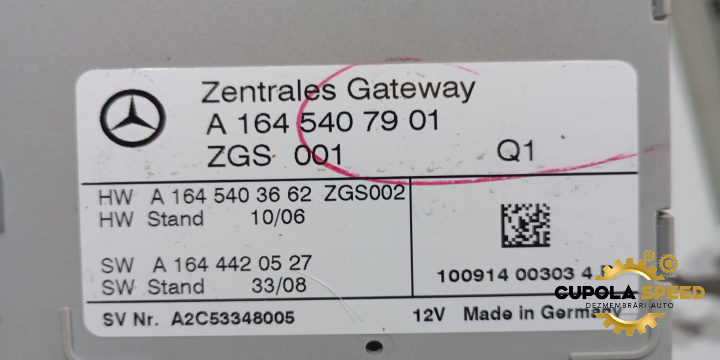 Zentrales Gateway
A 164 540 79 01
ZGS 001 Q1
HW A 164 540 36 62 ZGS002
HW Stand 10/06
SW A 164 442 05 27
SW Stand 33/08
100914 00303 4
SV Nr. A2C53348005 12V Made in Germany
CUPOLA SPEED
DEZMEMBRĂRI AUTO